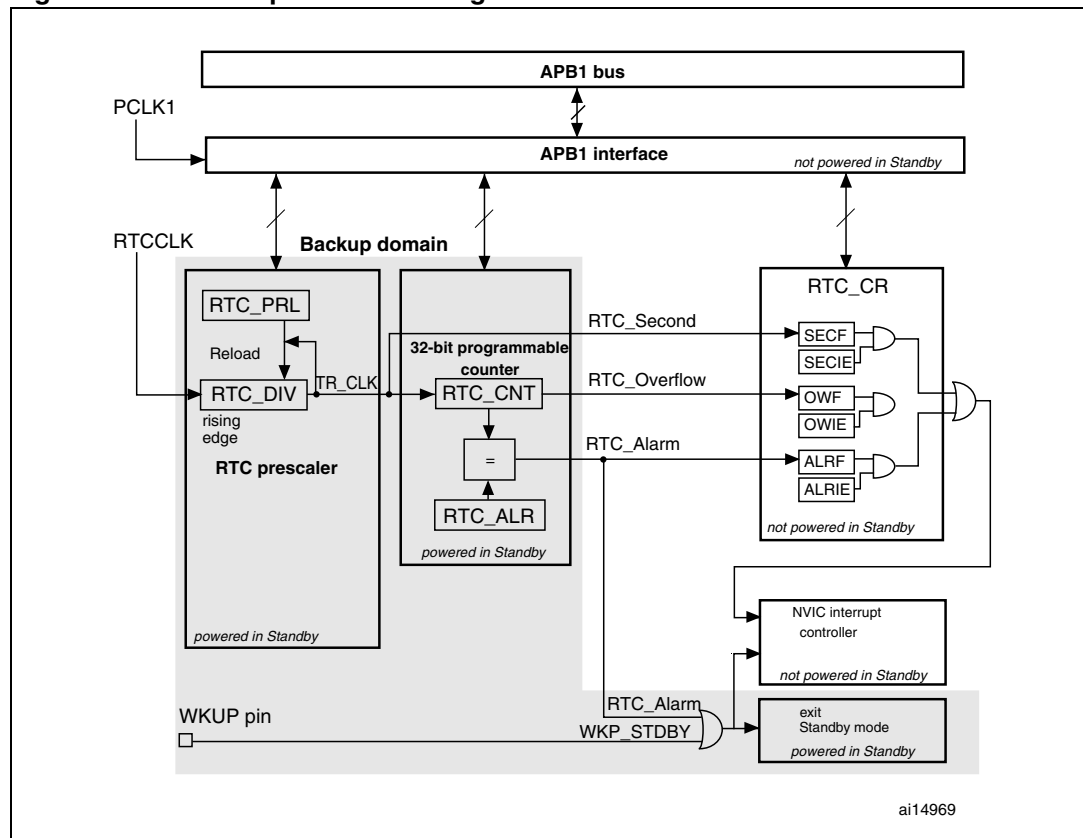 APB1 bus
PCLK1
APB1 interface
not powered in Standby
RTCCLK
Backup domain
RTC_CR
RTC_PRL
RTC_Second
SECF
Reload
32-bit programmable
counter
SECIE
TR_CLK
RTC_Overflow
RTC_DIV
RTC_CNT
OWF
rising
edge
OWIE
RTC_Alarm
RTC prescaler
=
ALRF
ALRIE
RTC_ALR
not powered in Standby
powered in Standby
NVIC interrupt
controller
powered in Standby
not powered in Standby
RTC_Alarm
WKUP pin
exit
Standby mode
WKP_STDBY
powered in Standby
ai14969